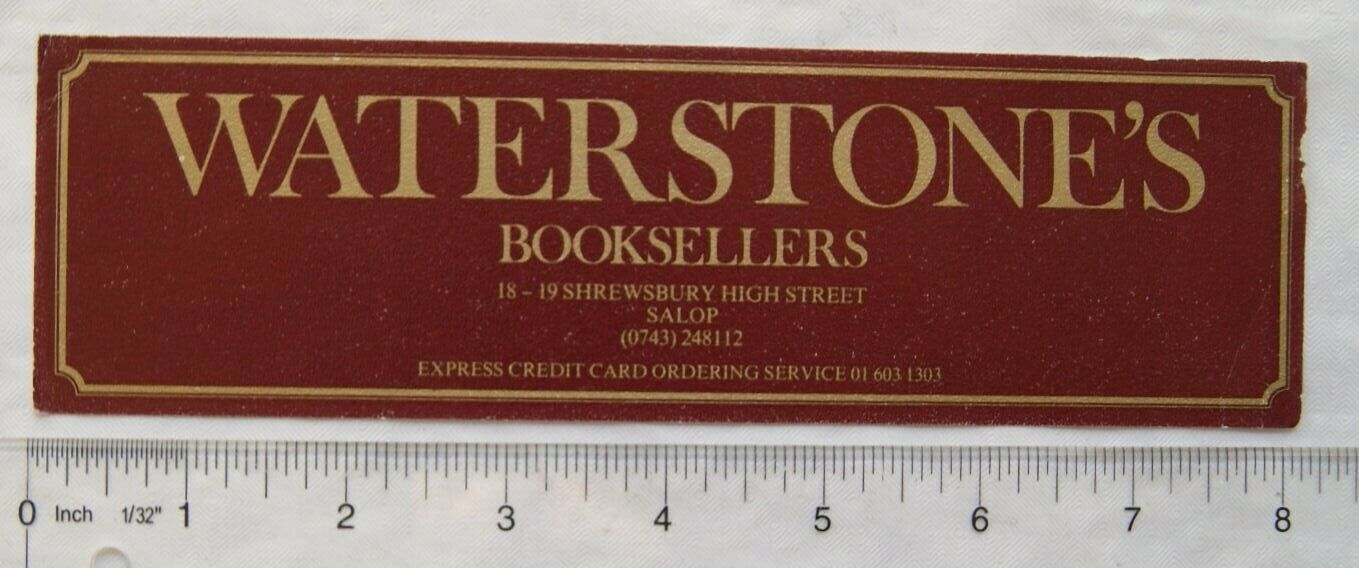 WATERSTONE'S
BOOKSELLERS
18 – 19 SHREWSBURY HIGH STREET
SALOP
(0743) 248112
EXPRESS CREDIT CARD ORDERING SERVICE 01 603 1303
0 Inch 1/32" 1 2 3 4 5 6 7 8